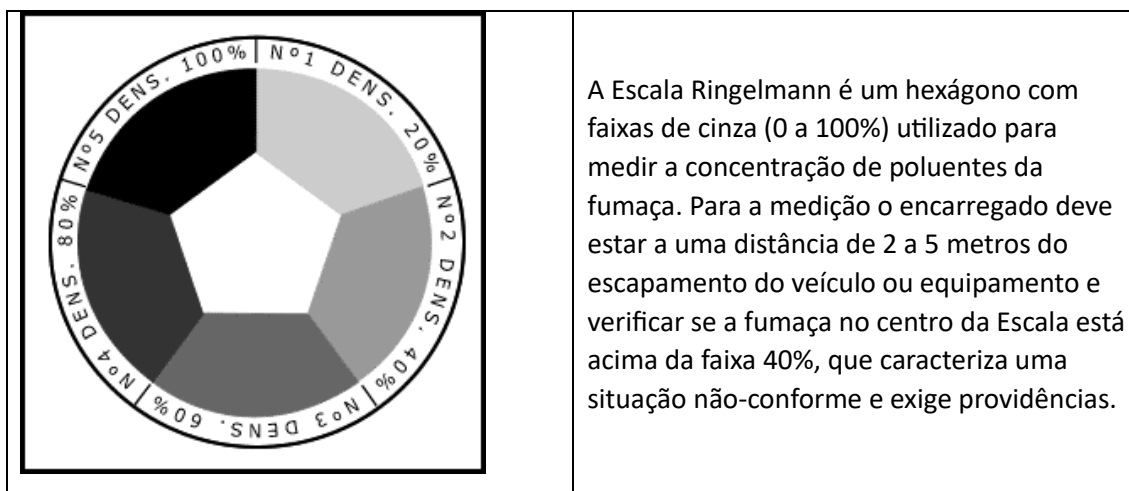 Nº1 DENS. 20%
Nº2 DENS. 40%
Nº3 DENS. 60%
Nº4 DENS. 80%
Nº5 DENS. 100%
A Escala Ringelmann é um hexágono com
faixas de cinza (0 a 100%) utilizado para
medir a concentração de poluentes da
fumaça. Para a medição o encarregado deve
estar a uma distância de 2 a 5 metros do
escapamento do veículo ou equipamento e
verificar se a fumaça no centro da Escala está
acima da faixa 40%, que caracteriza uma
situação não-conforme e exige providências.